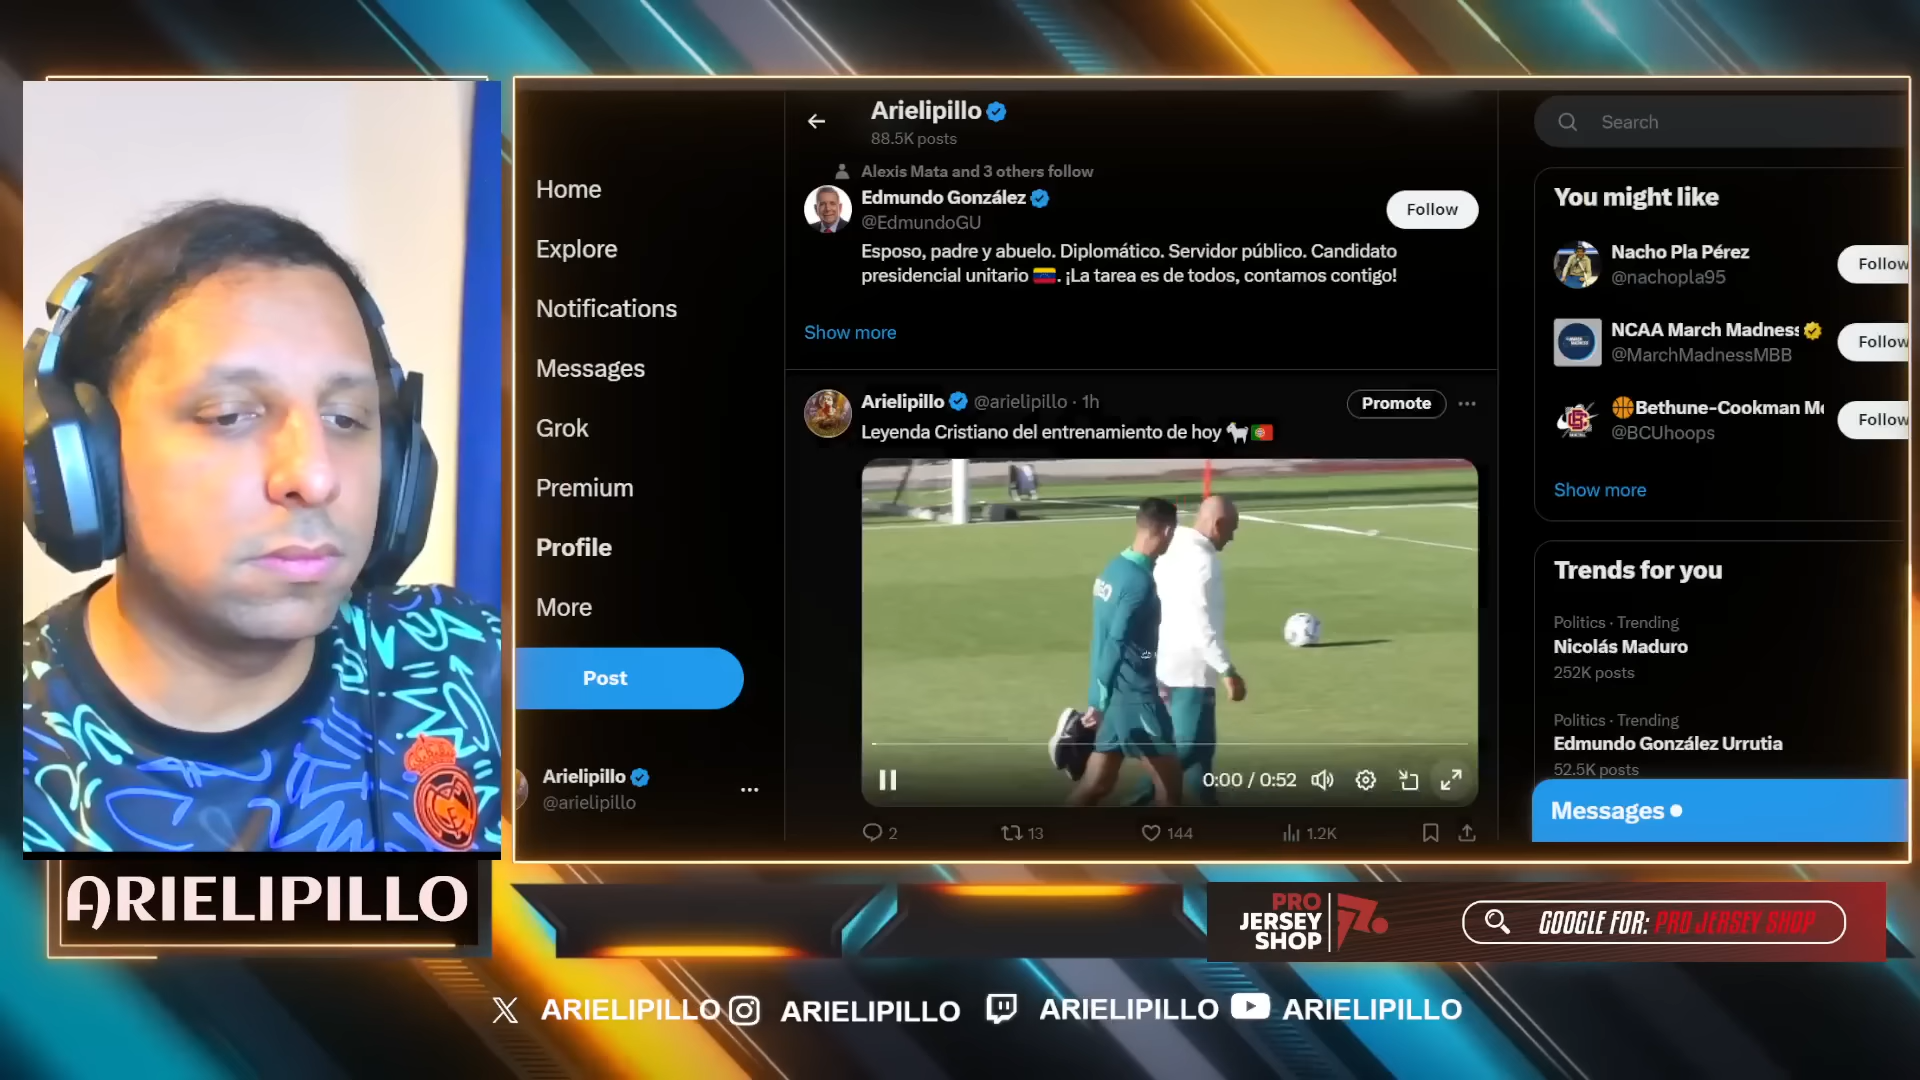 Arielipillo
88.5K posts
Alexis Mata and 3 others follow
Edmundo González
@EdmundoGU
Follow
Esposo, padre y abuelo. Diplomático. Servidor público. Candidato
presidencial unitario 🇻🇪. ¡La tarea es de todos, contamos contigo!
Show more
Arielipillo @arielipillo · 1h
Promote
Leyenda Cristiano del entrenamiento de hoy 🐐🇵🇹
0:00 / 0:52
2
13
144
1.2K
Home
Explore
Notifications
Messages
Grok
Premium
Profile
More
Post
Arielipillo
@arielipillo
Search
You might like
Nacho Pla Pérez
@nachopla95
Follow
NCAA March Madness
@MarchMadnessMBB
Follow
🏀Bethune-Cookman
@BCUhoops
Follow
Show more
Trends for you
Politics · Trending
Nicolás Maduro
252K posts
Politics · Trending
Edmundo González Urrutia
52.5K posts
Messages
ARIELIPILLO
PRO
JERSEY
SHOP
GOOGLE FOR: PRO JERSEY SHOP
ARIELIPILLO ARIELIPILLO ARIELIPILLO ARIELIPILLO